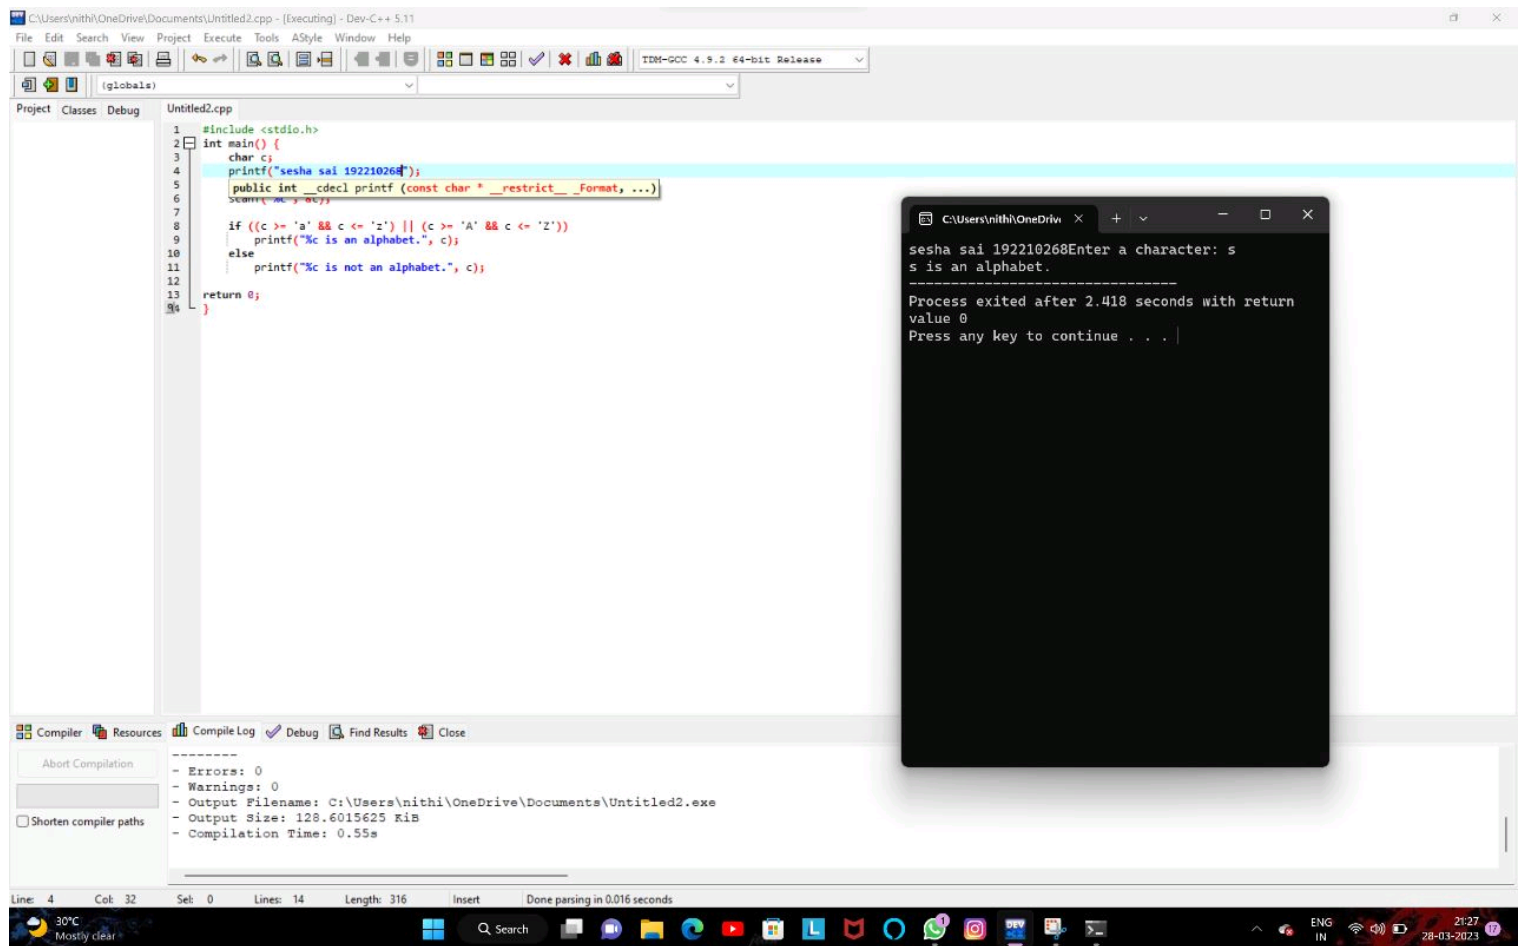 C:\Users\nithi\OneDrive\Documents\Untitled2.cpp - [Executing] - Dev-C++ 5.11
File Edit Search View Project Execute Tools AStyle Window Help
TDM-GCC 4.9.2 64-bit Release
(globals)
Project Classes Debug
Untitled2.cpp
1 #include <stdio.h>
2 int main() {
3 char c;
4 printf("sesha sai 192210268");
5 public int __cdecl printf (const char * __restrict__ _Format, ...)
6
7
8 if ((c >= 'a' && c <= 'z') || (c >= 'A' && c <= 'Z'))
9 printf("%c is an alphabet.", c);
10 else
11 printf("%c is not an alphabet.", c);
12
13 return 0;
}
C:\Users\nithi\OneDriv
sesha sai 192210268Enter a character: s
s is an alphabet.
--------------------------------
Process exited after 2.418 seconds with return
value 0
Press any key to continue . . .
Compiler Resources Compile Log Debug Find Results Close
Abort Compilation
Shorten compiler paths
--------
- Errors: 0
- Warnings: 0
- Output Filename: C:\Users\nithi\OneDrive\Documents\Untitled2.exe
- Output Size: 128.6015625 KiB
- Compilation Time: 0.55s
Line: 4 Col: 32 Sel: 0 Lines: 14 Length: 316 Insert Done parsing in 0.016 seconds
30°C
Mostly clear
Search
DEV
1
ENG
IN
21:27
28-03-2023
17